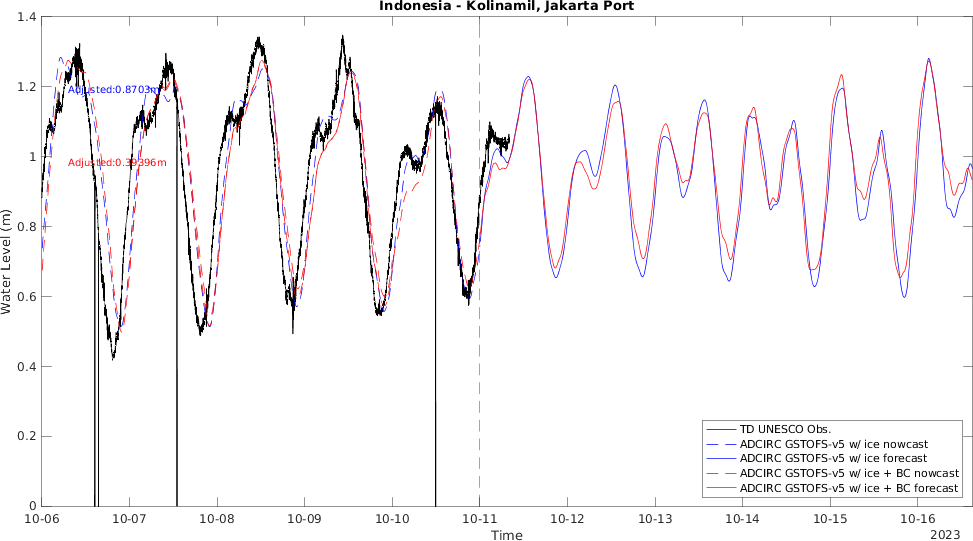 Indonesia - Kolinamil, Jakarta Port
1.4
1.2
1
0.8
0.6
0.4
0.2
0
Water Level (m)
Adjusted:0.8703m
Adjusted:0.39396m
TD UNESCO Obs.
ADCIRC GSTOFS-v5 w/ ice nowcast
ADCIRC GSTOFS-v5 w/ ice forecast
ADCIRC GSTOFS-v5 w/ ice + BC nowcast
ADCIRC GSTOFS-v5 w/ ice + BC forecast
10-06 10-07 10-08 10-09 10-10 10-11 10-12 10-13 10-14 10-15 10-16
Time
2023